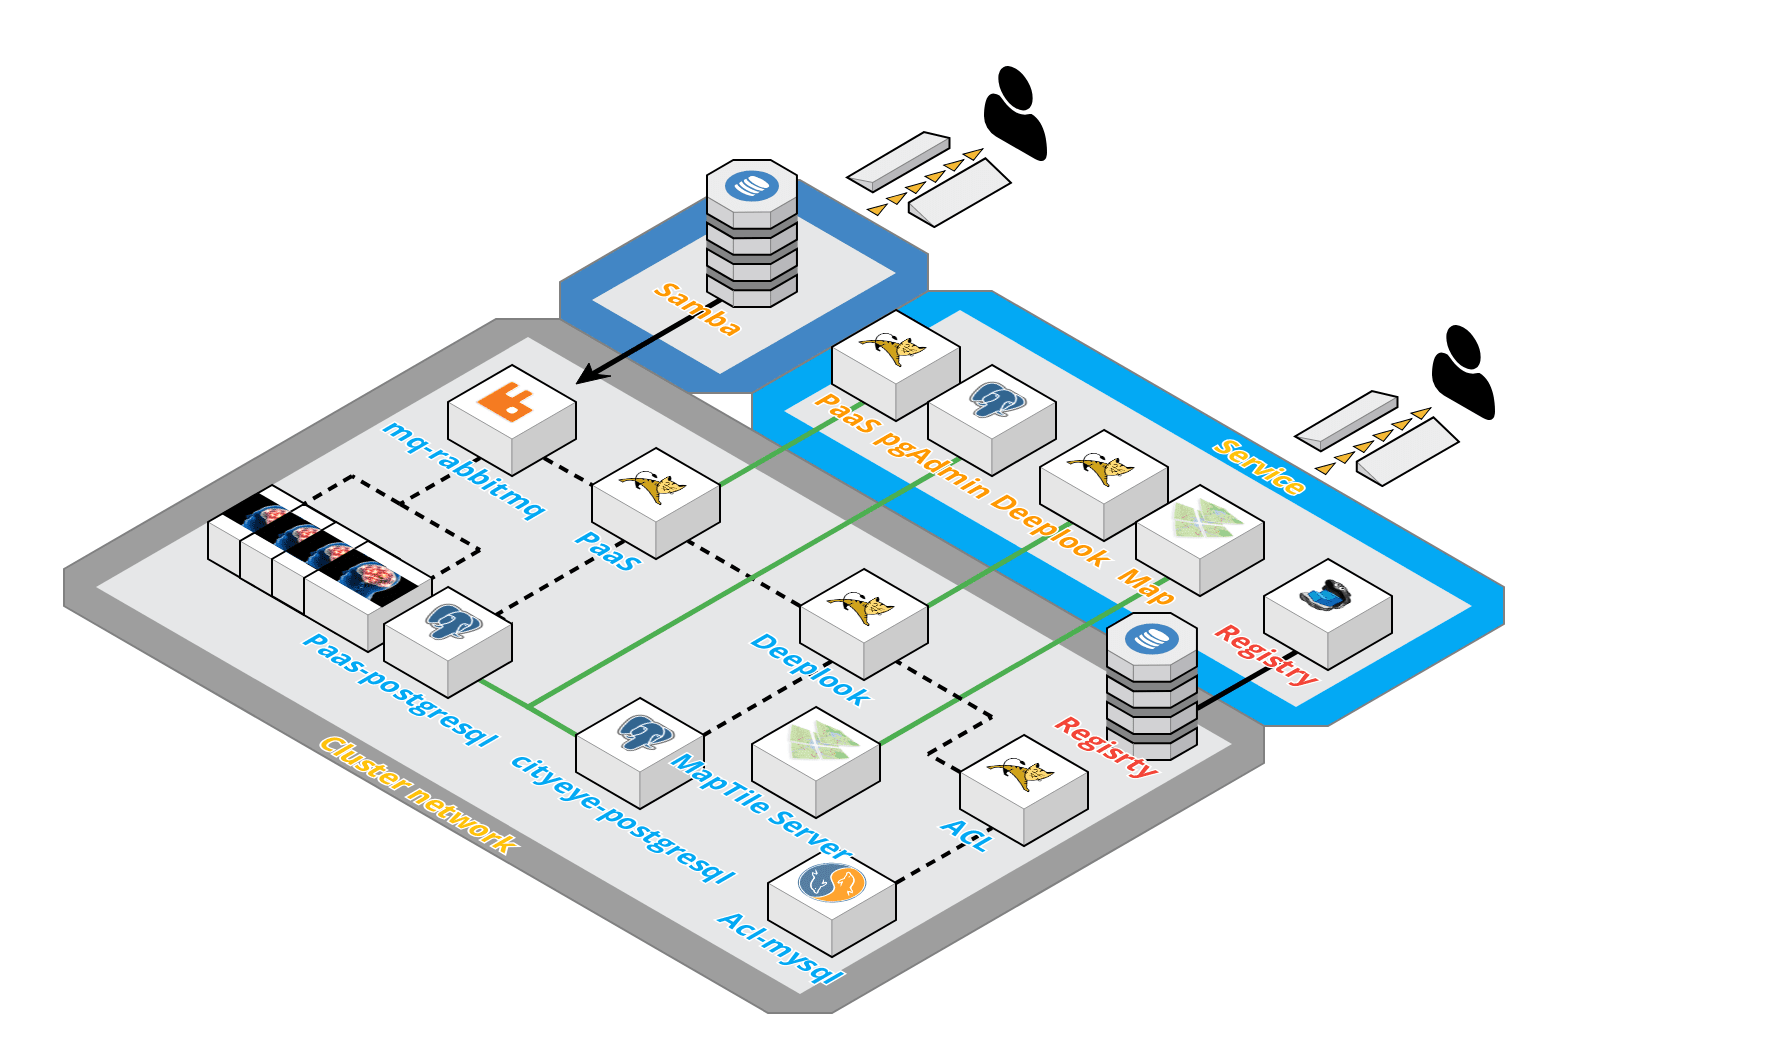 Samba
PaaS
pgAdmin
Deeplook
Map
Service
Registry
mq-rabbitmq
PaaS
Paas-postgresql
Deeplook
Regisrty
cityeye-postgresql
MapTile Server
ACL
Acl-mysql
Cluster network